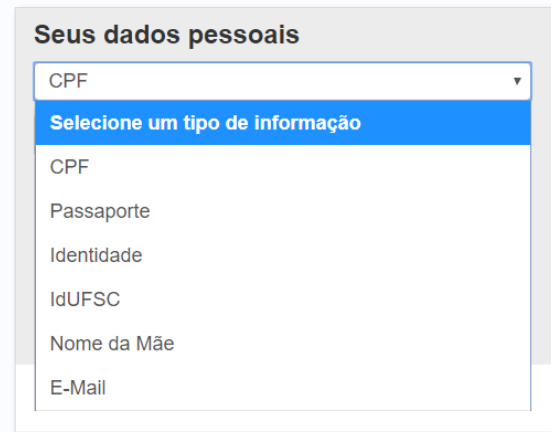 Seus dados pessoais
CPF
Selecione um tipo de informação
CPF
Passaporte
Identidade
IdUFSC
Nome da Mãe
E-Mail